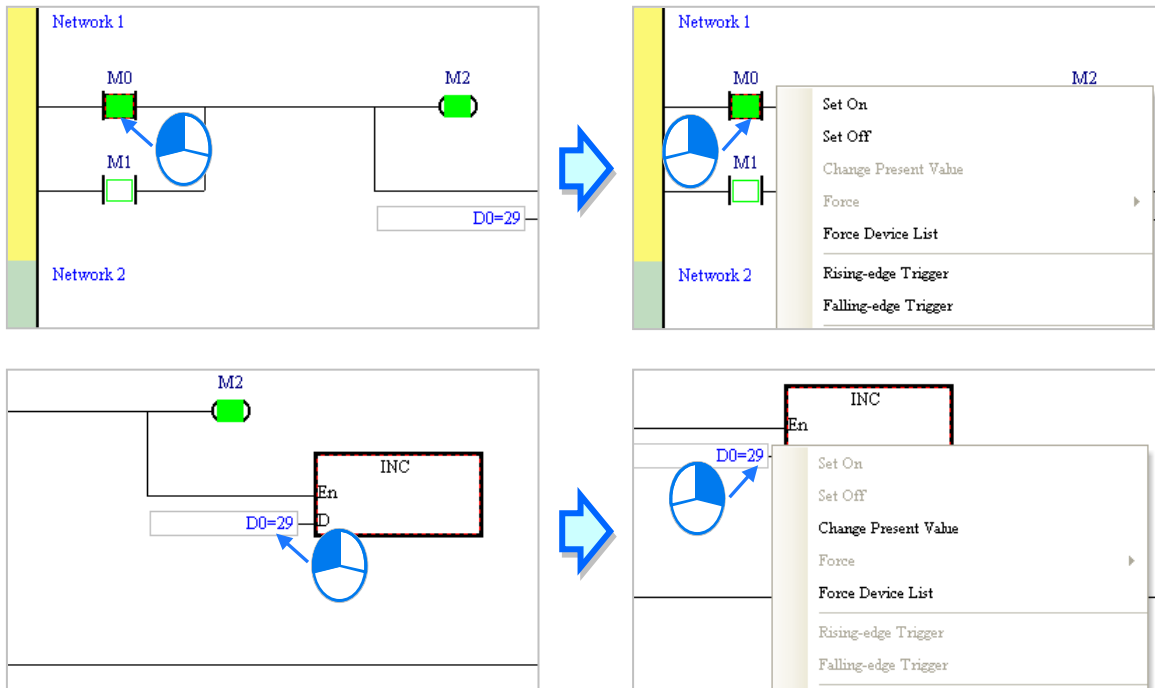 Network 1
M0
M2
M1
D0=29
Network 2
Network 1
M0
M2
M1
Network 2
Set On
Set Off
Change Present Value
Force
Force Device List
Rising-edge Trigger
Falling-edge Trigger
M2
INC
En
D0=29
D
INC
En
D0=29
Set On
Set Off
Change Present Value
Force
Force Device List
Rising-edge Trigger
Falling-edge Trigger